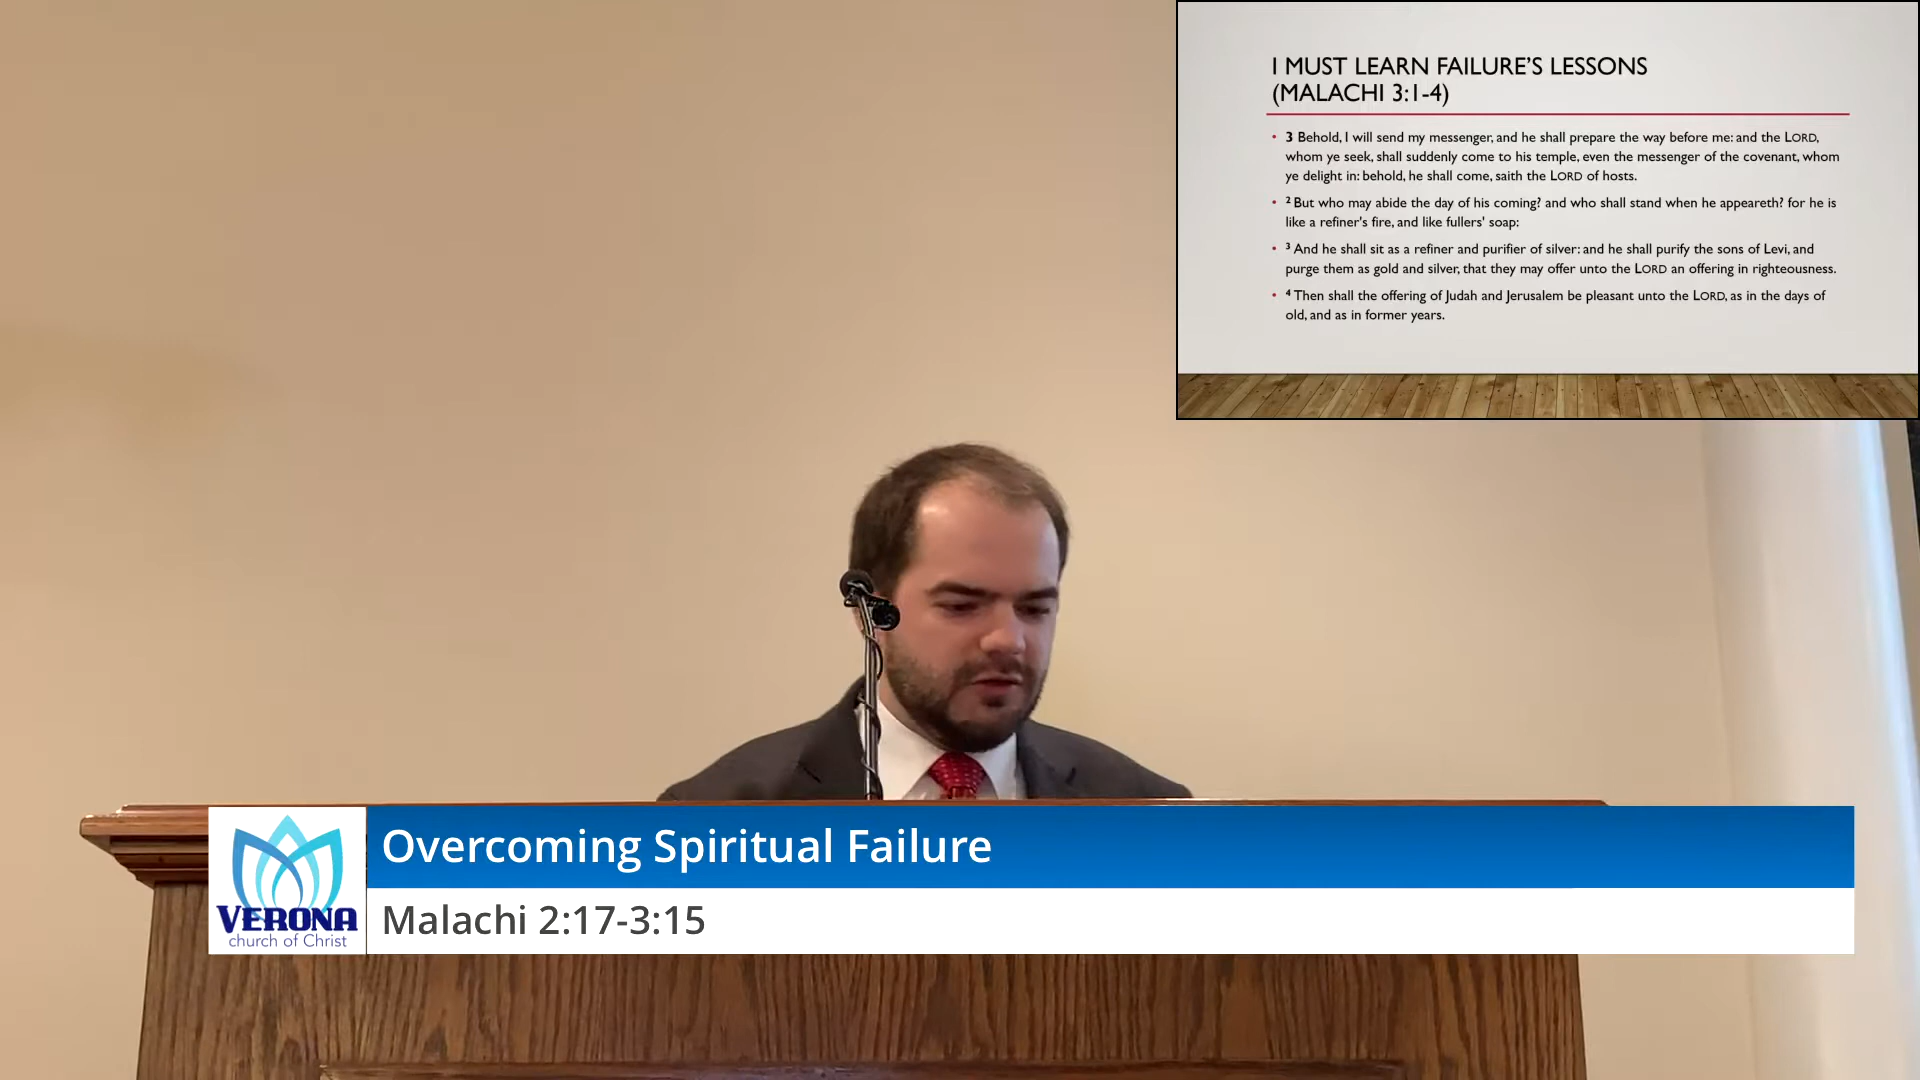 I MUST LEARN FAILURE’S LESSONS
(MALACHI 3:1-4)
• 3 Behold, I will send my messenger, and he shall prepare the way before me: and the LORD,
whom ye seek, shall suddenly come to his temple, even the messenger of the covenant, whom
ye delight in: behold, he shall come, saith the LORD of hosts.
• 2 But who may abide the day of his coming? and who shall stand when he appeareth? for he is
like a refiner's fire, and like fullers' soap:
• 3 And he shall sit as a refiner and purifier of silver: and he shall purify the sons of Levi, and
purge them as gold and silver, that they may offer unto the LORD an offering in righteousness.
• 4 Then shall the offering of Judah and Jerusalem be pleasant unto the LORD, as in the days of
old, and as in former years.
Overcoming Spiritual Failure
VERONA
church of Christ
Malachi 2:17-3:15